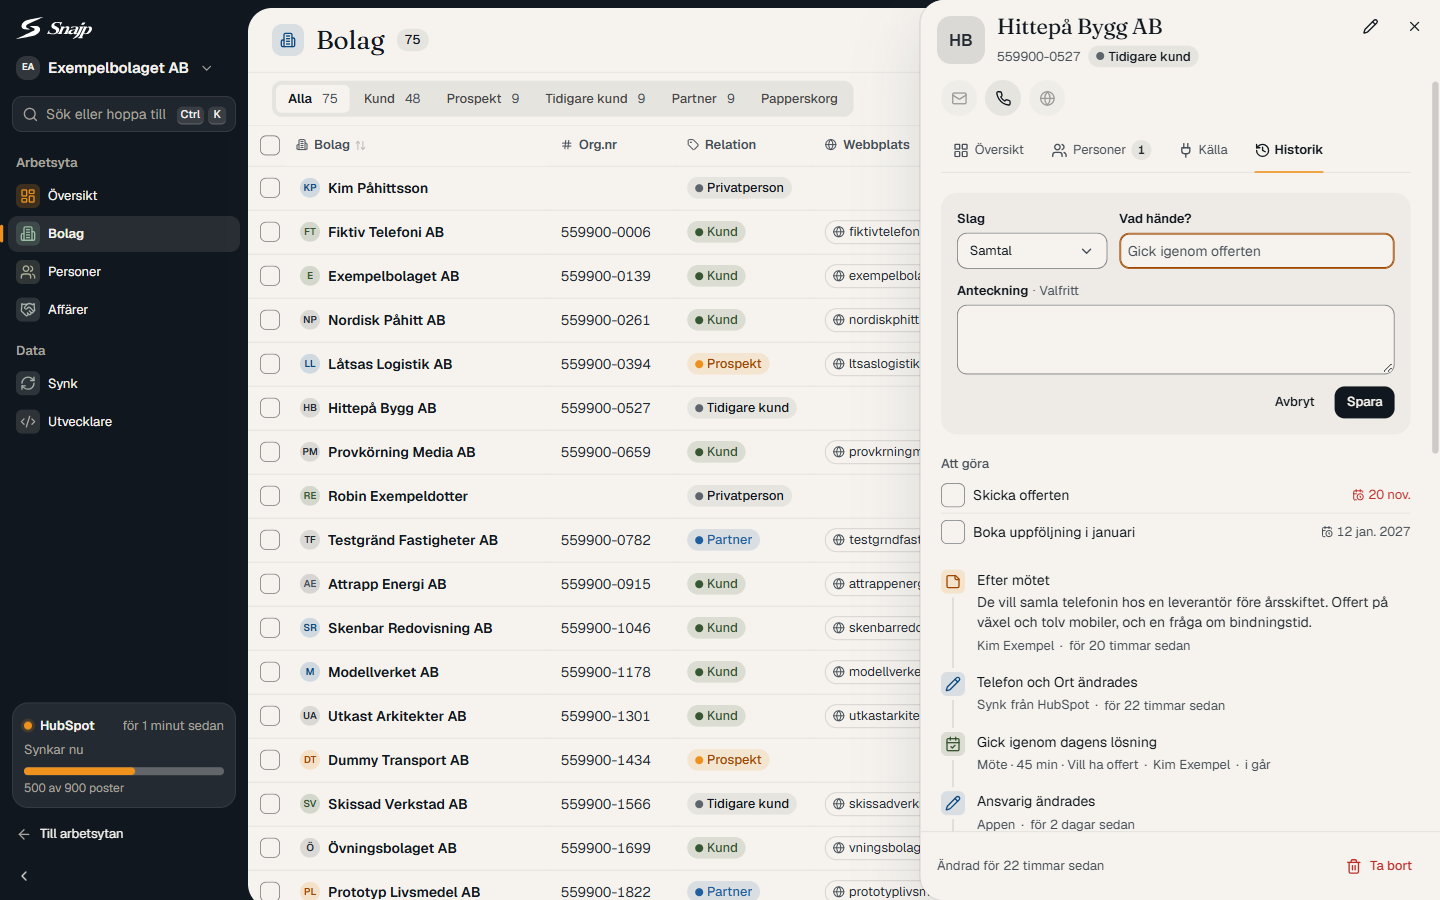 Snajp
EA Exempelbolaget AB
Sök eller hoppa till Ctrl K
Arbetsyta
Översikt
Bolag
Personer
Affärer
Data
Synk
Utvecklare
HubSpot för 1 minut sedan
Synkar nu
500 av 900 poster
Till arbetsytan
Bolag 75
Alla 75 Kund 48 Prospekt 9 Tidigare kund 9 Partner 9 Papperskorg
Bolag # Org.nr Relation Webbplats
KP Kim Påhittsson Privatperson
FT Fiktiv Telefoni AB 559900-0006 Kund fiktivtelefon
E Exempelbolaget AB 559900-0139 Kund exempelbola
NP Nordisk Påhitt AB 559900-0261 Kund nordiskphitt
LL Låtsas Logistik AB 559900-0394 Prospekt ltsaslogistik
HB Hittepå Bygg AB 559900-0527 Tidigare kund
PM Provkörning Media AB 559900-0659 Kund provkrningm
RE Robin Exempeldotter Privatperson
TF Testgränd Fastigheter AB 559900-0782 Partner testgrndfast
AE Attrapp Energi AB 559900-0915 Kund attrappenerg
SR Skenbar Redovisning AB 559900-1046 Kund skenbarredo
M Modellverket AB 559900-1178 Kund modellverke
UA Utkast Arkitekter AB 559900-1301 Kund utkastarkite
DT Dummy Transport AB 559900-1434 Prospekt
SV Skissad Verkstad AB 559900-1566 Tidigare kund skissadverk
Ö Övningsbolaget AB 559900-1699 Kund vningsbolag
PL Prototyp Livsmedel AB 559900-1822 Partner prototyplivsm
HB Hittepå Bygg AB
559900-0527 Tidigare kund
Översikt Personer 1 Källa Historik
Slag Vad hände?
Samtal Gick igenom offerten
Anteckning · Valfritt
Avbryt Spara
Att göra
Skicka offerten 20 nov.
Boka uppföljning i januari 12 jan. 2027
Efter mötet
De vill samla telefonin hos en leverantör före årsskiftet. Offert på
växel och tolv mobiler, och en fråga om bindningstid.
Kim Exempel · för 20 timmar sedan
Telefon och Ort ändrades
Synk från HubSpot · för 22 timmar sedan
Gick igenom dagens lösning
Möte · 45 min · Vill ha offert · Kim Exempel · i går
Ansvarig ändrades
Appen · för 2 dagar sedan
Ändrad för 22 timmar sedan Ta bort